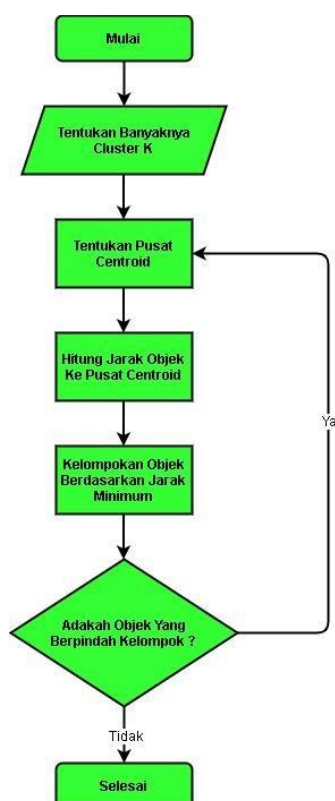 Mulai
Tentukan Banyaknya
Cluster K
Tentukan Pusat
Centroid
Hitung Jarak Objek
Ke Pusat Centroid
Kelompokan Objek
Berdasarkan Jarak
Minimum
Adakah Objek Yang
Berpindah Kelompok ?
Ya
Tidak
Selesai